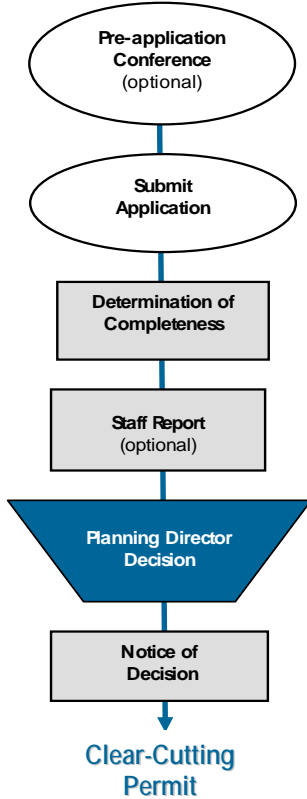 Pre-application
Conference
(optional)
Submit
Application
Determination of
Completeness
Staff Report
(optional)
Planning Director
Decision
Notice of
Decision
Clear-Cutting
Permit